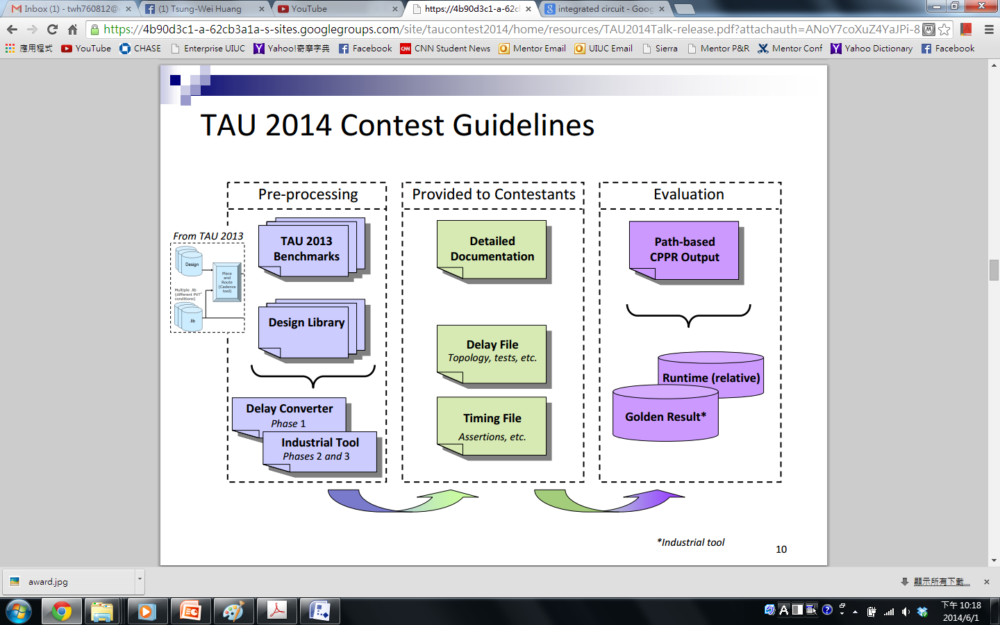 Inbox (1) - twh760812@
(1) Tsung-Wei Huang
YouTube
https://4b90d3c1-a-62cb
integrated circuit - Goog
https://4b90d3c1-a-62cb3a1a-s-sites.googlegroups.com/site/taucontest2014/home/resources/TAU2014Talk-release.pdf?attachauth=ANoY7coXuZ4YaJPi-8
應用程式 YouTube CHASE Enterprise UIUC Yahoo!奇摩字典 Facebook CNN Student News Mentor Email UIUC Email Sierra Mentor P&R Mentor Conf Yahoo Dictionary Facebook
TAU 2014 Contest Guidelines
From TAU 2013
Design
Place
and
Route
(Cadence
tool)
Multiple .lib
(different PVT*
conditions)
.lib
Pre-processing
TAU 2013
Benchmarks
Design Library
Delay Converter
Phase 1
Industrial Tool
Phases 2 and 3
Provided to Contestants
Detailed
Documentation
Delay File
Topology, tests, etc.
Timing File
Assertions, etc.
Evaluation
Path-based
CPPR Output
Runtime (relative)
Golden Result*
*Industrial tool
10
award.jpg
顯示所有下載...
下午 10:18
2014/6/1